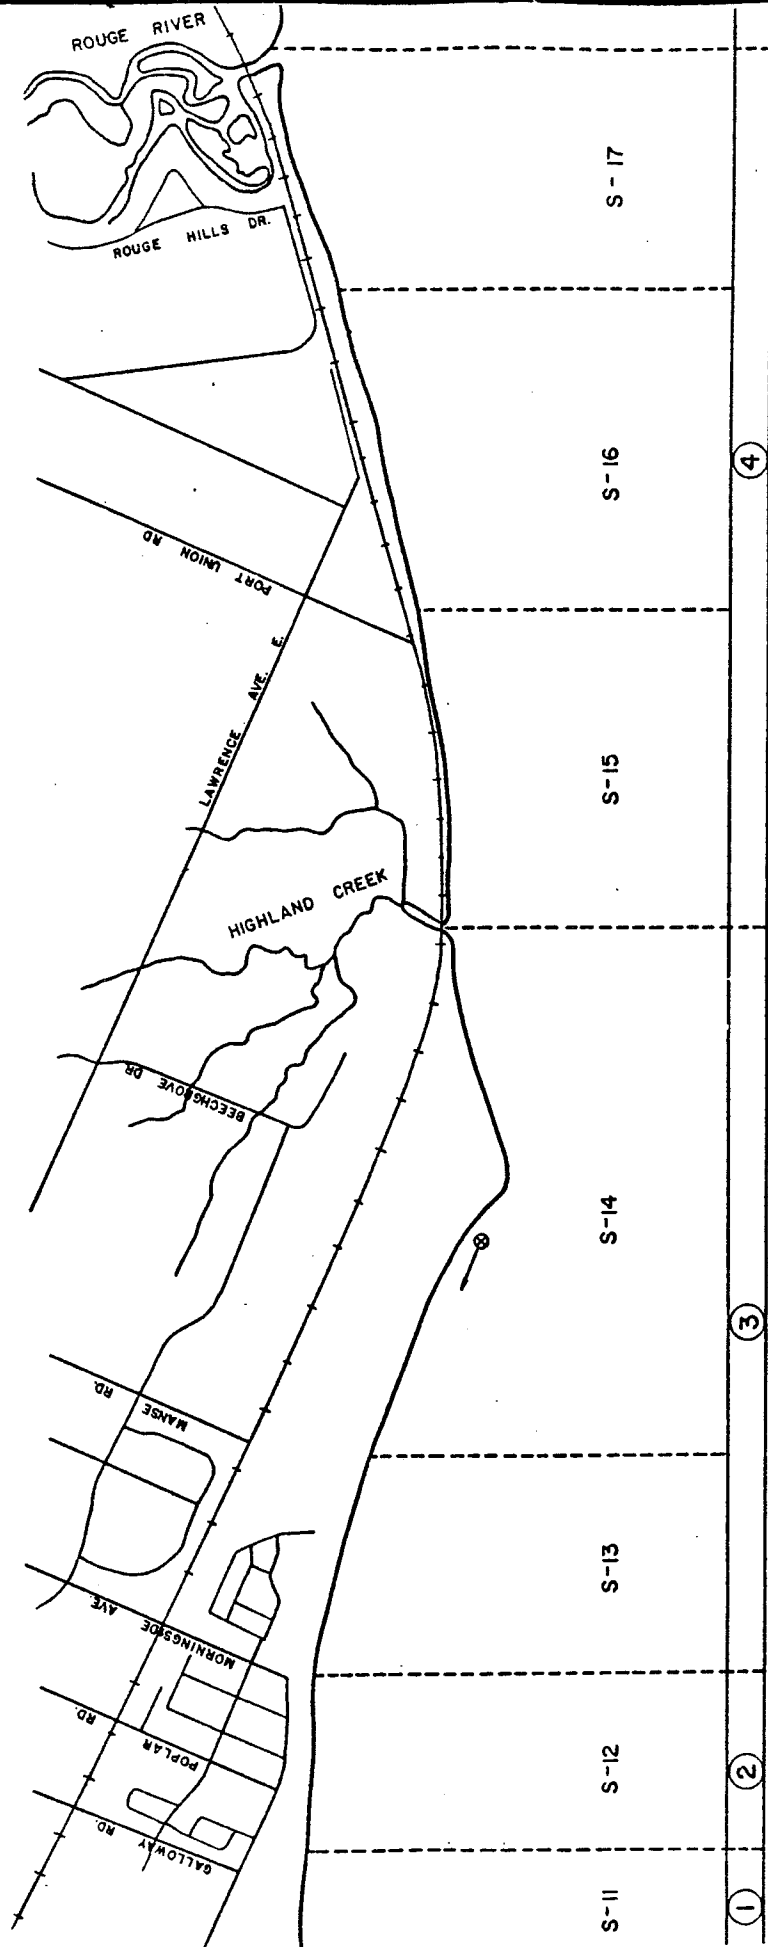 ROUGE RIVER
ROUGE HILLS DR.
S-17
S-16
4
PORT UNION RD
LAWRENCE AVE. E.
S-15
HIGHLAND CREEK
BEECHGROVE DR
S-14
3
MANSE RD.
S-13
MORNINGSIDE AVE
POPLAR RD.
S-12
2
GALLOWAY RD.
S-11
1